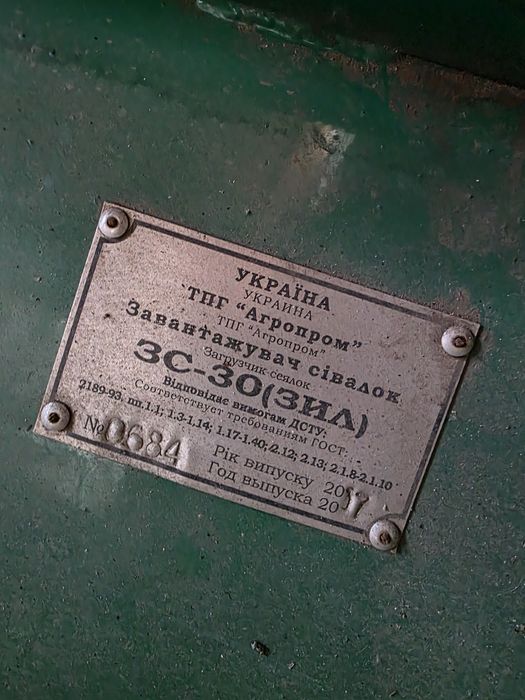 УКРАЇНА
УКРАИНА
ТПГ "Агропром"
ТПГ "Агропром"
Завантажувач сівалок
Загрузчик сеялок
ЗС-30(ЗИЛ)
Відповідає вимогам ДСТУ:
Соответствует требованиям ГОСТ:
2189-93. пп.1.1; 1.3-1.14; 1.17-1.40; 2.12; 2.13; 2.1.8-2.1.10
№0684
Рік випуску 20
Год выпуска 20